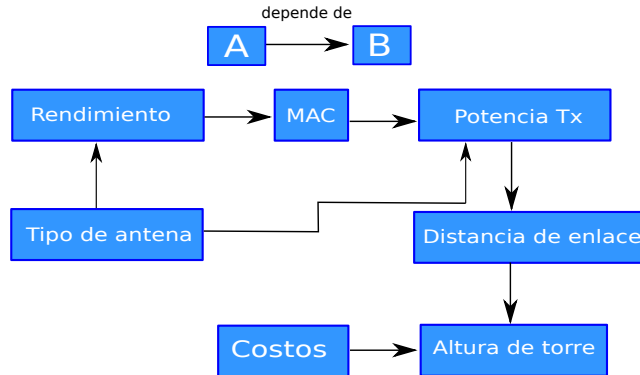 depende de
A
B
Rendimiento
MAC
Potencia Tx
Tipo de antena
Distancia de enlace
Costos
Altura de torre